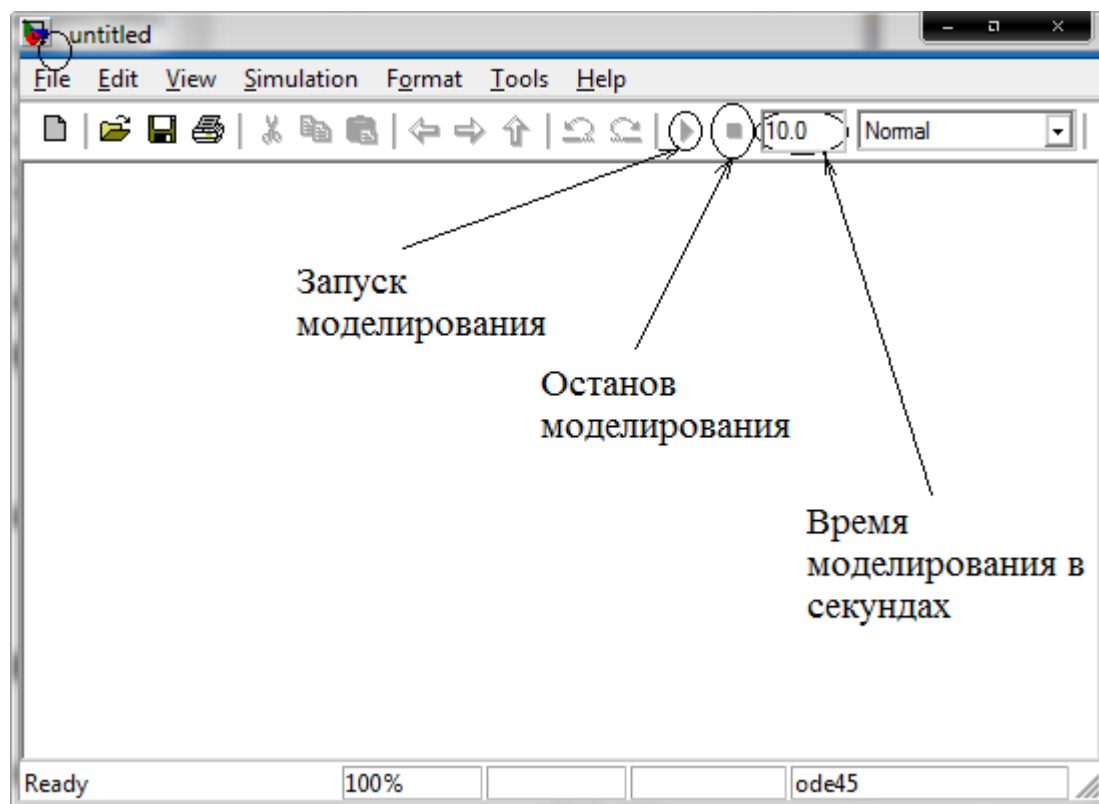 untitled
File Edit View Simulation Format Tools Help
10.0 Normal
Запуск
моделирования
Останов
моделирования
Время
моделирования в
секундах
Ready 100% ode45